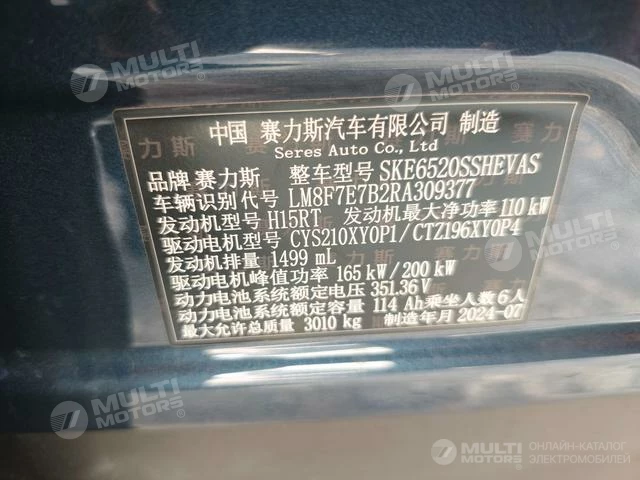 7 MULTI MOTORS®
中国 赛力斯汽车有限公司 制造
Seres Auto Co., Ltd
品牌 赛力斯 整车型号 SKE6520SSHEVAS
车辆识别代号 LM8F7E7B2RA309377
发动机型号 H15RT 发动机最大净功率 110 kW
驱动电机型号 CYS210XY0P1/CTZ196XY0P4
发动机排量 1499 mL
驱动电机峰值功率 165 kW/200 kW
动力电池系统额定电压 351.36 V
动力电池系统额定容量 114 Ah 乘坐人数 6人
最大允许总质量 3010 kg 制造年月 2024-07
7 MULTI MOTORS®
7 MULTI MOTORS®
7 MULTI MOTORS®
7 MULTI MOTORS® ОНЛАЙН-КАТАЛОГ ЭЛЕКТРОМОБИЛЕЙ